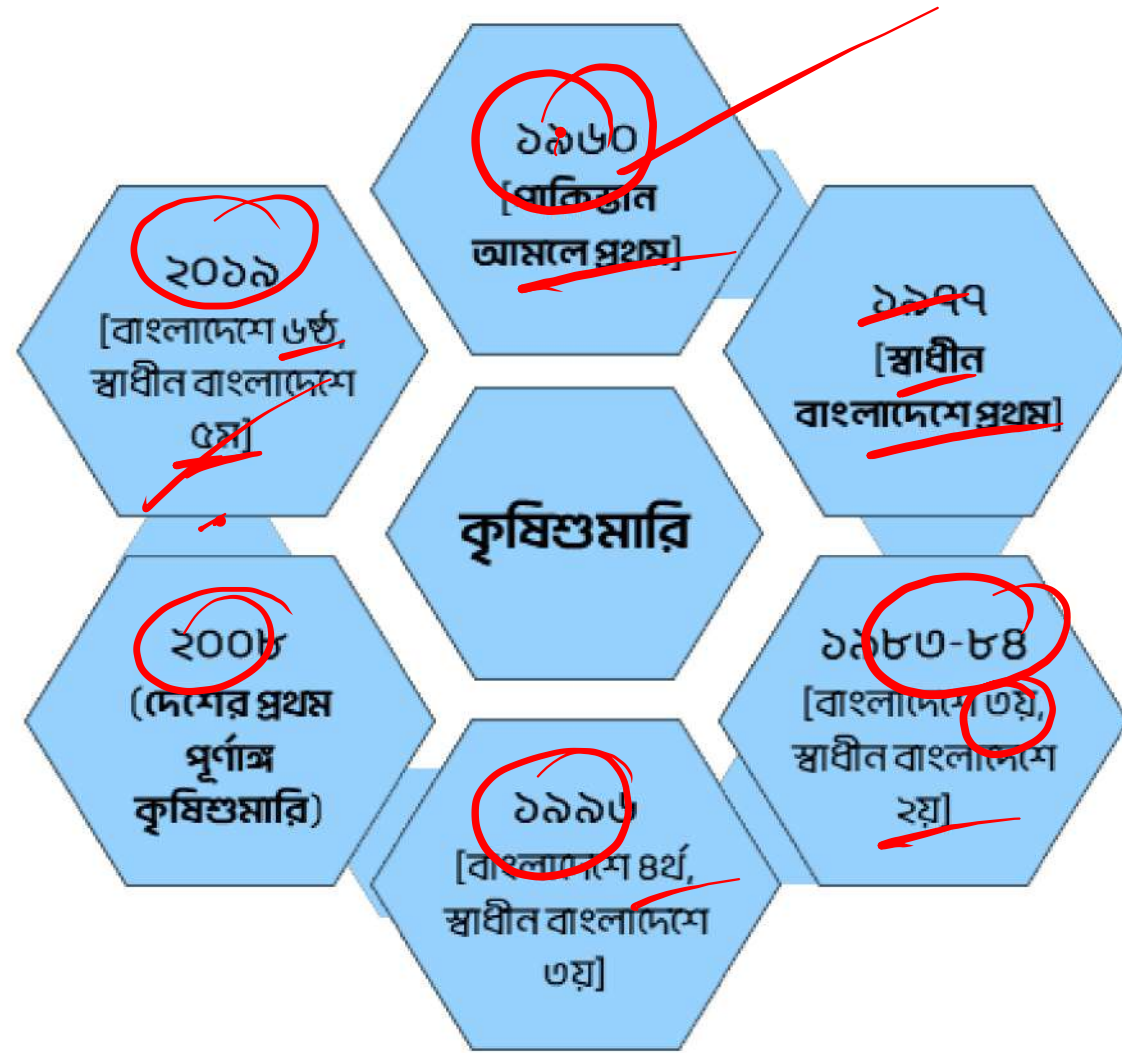 ১৯৬০
[পাকিস্তান
আমলে প্রথম]
১৯৭৭
[স্বাধীন
বাংলাদেশে প্রথম]
১৯৮৩-৮৪
[বাংলাদেশে ৩য়,
স্বাধীন বাংলাদেশে
২য়]
১৯৯৬
[বাংলাদেশে ৪র্থ,
স্বাধীন বাংলাদেশে
৩য়]
২০০৮
(দেশের প্রথম
পূর্ণাঙ্গ
কৃষিশুমারি)
২০১৯
[বাংলাদেশে ৬ষ্ঠ,
স্বাধীন বাংলাদেশে
৫ম]
কৃষিশুমারি